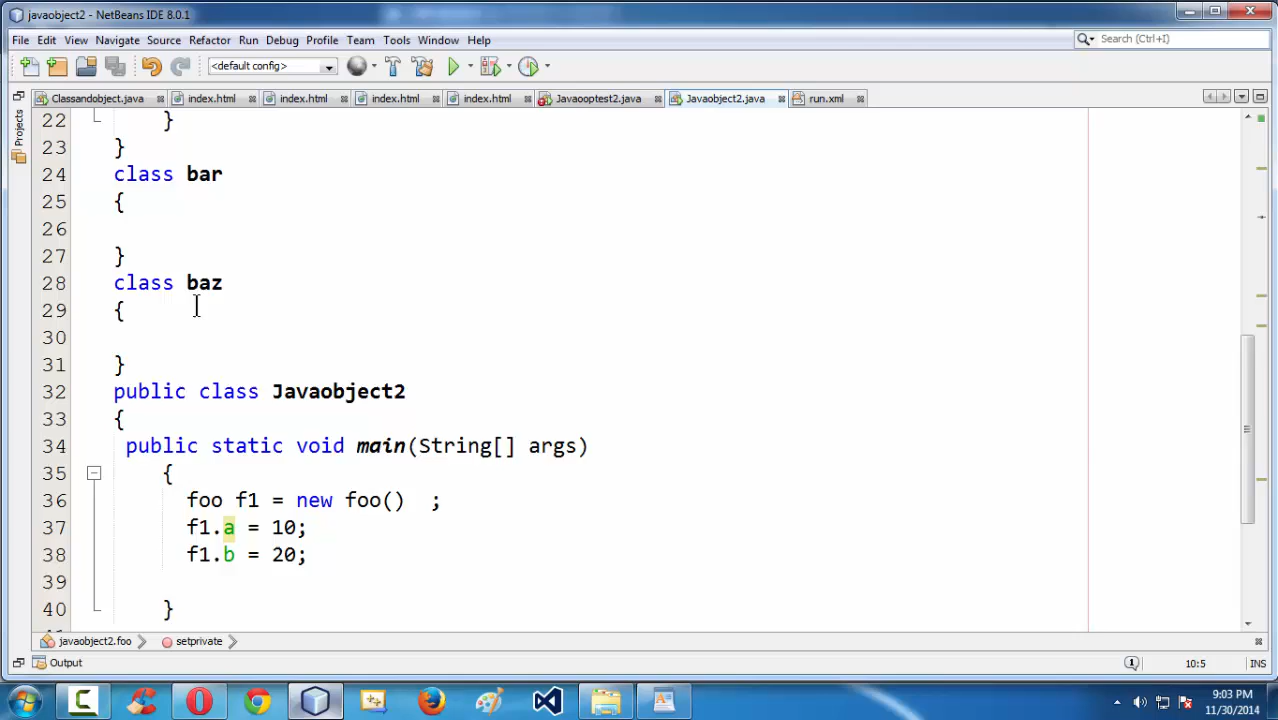 javaobject2 - NetBeans IDE 8.0.1
File Edit View Navigate Source Refactor Run Debug Profile Team Tools Window Help
Search (Ctrl+I)
<default config>
Classandobject.java index.html index.html index.html index.html Javaooptest2.java Javaobject2.java run.xml
Projects
22 }
23 }
24 class bar
25 {
26
27 }
28 class baz
29 {
30
31 }
32 public class Javaobject2
33 {
34 public static void main(String[] args)
35 {
36 foo f1 = new foo() ;
37 f1.a = 10;
38 f1.b = 20;
39
40 }
javaobject2.foo setprivate
Output 1 10:5 INS
9:03 PM
11/30/2014